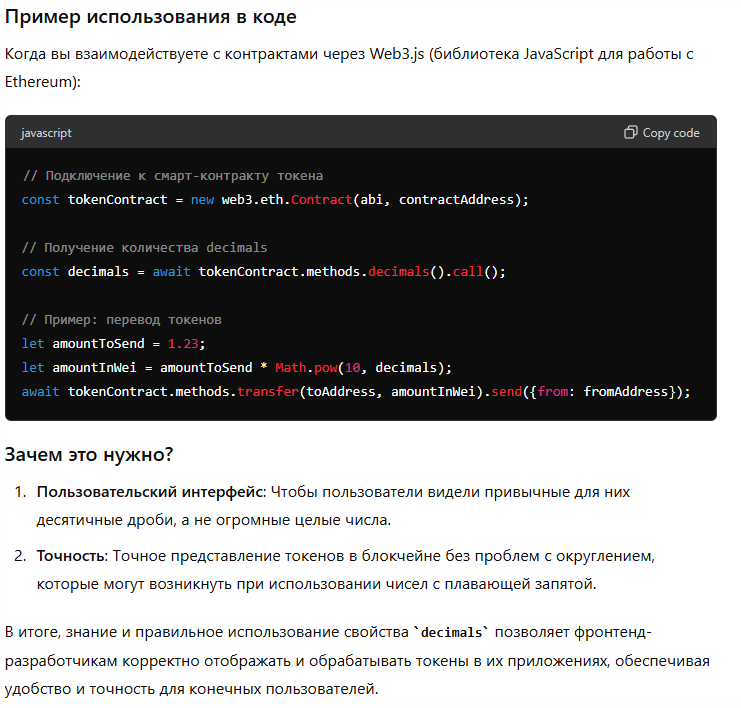 Пример использования в коде
Когда вы взаимодействуете с контрактами через Web3.js (библиотека JavaScript для работы с
Ethereum):
javascript
Copy code
// Подключение к смарт-контракту токена
const tokenContract = new web3.eth.Contract(abi, contractAddress);
// Получение количества decimals
const decimals = await tokenContract.methods.decimals().call();
// Пример: перевод токенов
let amountToSend = 1.23;
let amountInWei = amountToSend * Math.pow(10, decimals);
await tokenContract.methods.transfer(toAddress, amountInWei).send({from: fromAddress});
Зачем это нужно?
1. Пользовательский интерфейс: Чтобы пользователи видели привычные для них
десятичные дроби, а не огромные целые числа.
2. Точность: Точное представление токенов в блокчейне без проблем с округлением,
которые могут возникнуть при использовании чисел с плавающей запятой.
В итоге, знание и правильное использование свойства `decimals` позволяет фронтенд-
разработчикам корректно отображать и обрабатывать токены в их приложениях, обеспечивая
удобство и точность для конечных пользователей.